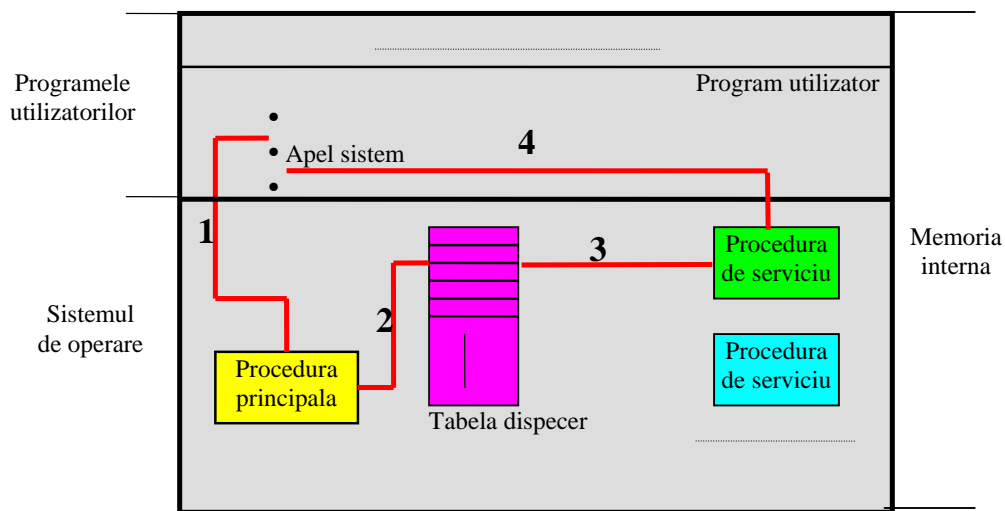 Programele
utilizatorilor
Program utilizator
Apel sistem
4
1
2
3
Procedura
de serviciu
Memoria
interna
Sistemul
de operare
Procedura
principala
Procedura
de serviciu
Tabela dispecer